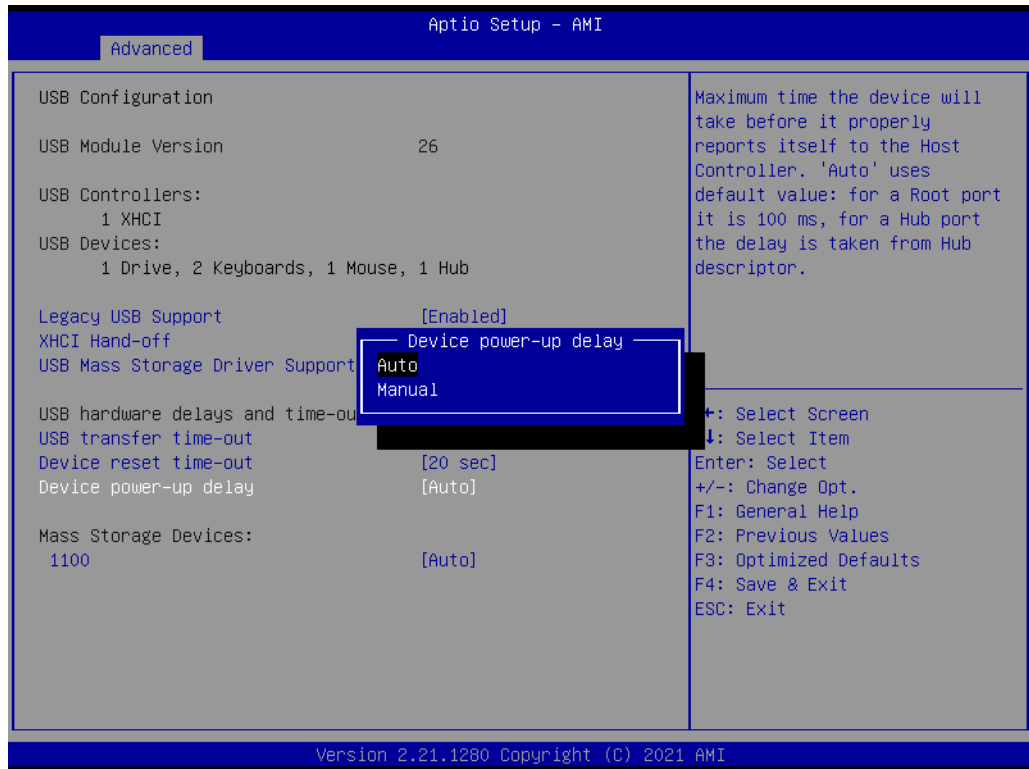 Aptio Setup – AMI
Advanced
USB Configuration
USB Module Version 26
USB Controllers:
1 XHCI
USB Devices:
1 Drive, 2 Keyboards, 1 Mouse, 1 Hub
Legacy USB Support [Enabled]
XHCI Hand-off
USB Mass Storage Driver Support
USB hardware delays and
USB transfer time-out
Device reset time-out [20 sec]
Device power-up delay [Auto]
Mass Storage Devices:
1100 [Auto]
Device power-up delay
Auto
Manual
Maximum time the device will
take before it properly
reports itself to the Host
Controller. 'Auto' uses
default value: for a Root port
it is 100 ms, for a Hub port
the delay is taken from Hub
descriptor.
: Select Screen
: Select Item
Enter: Select
+/-: Change Opt.
F1: General Help
F2: Previous Values
F3: Optimized Defaults
F4: Save & Exit
ESC: Exit
Version 2.21.1280 Copyright (C) 2021 AMI